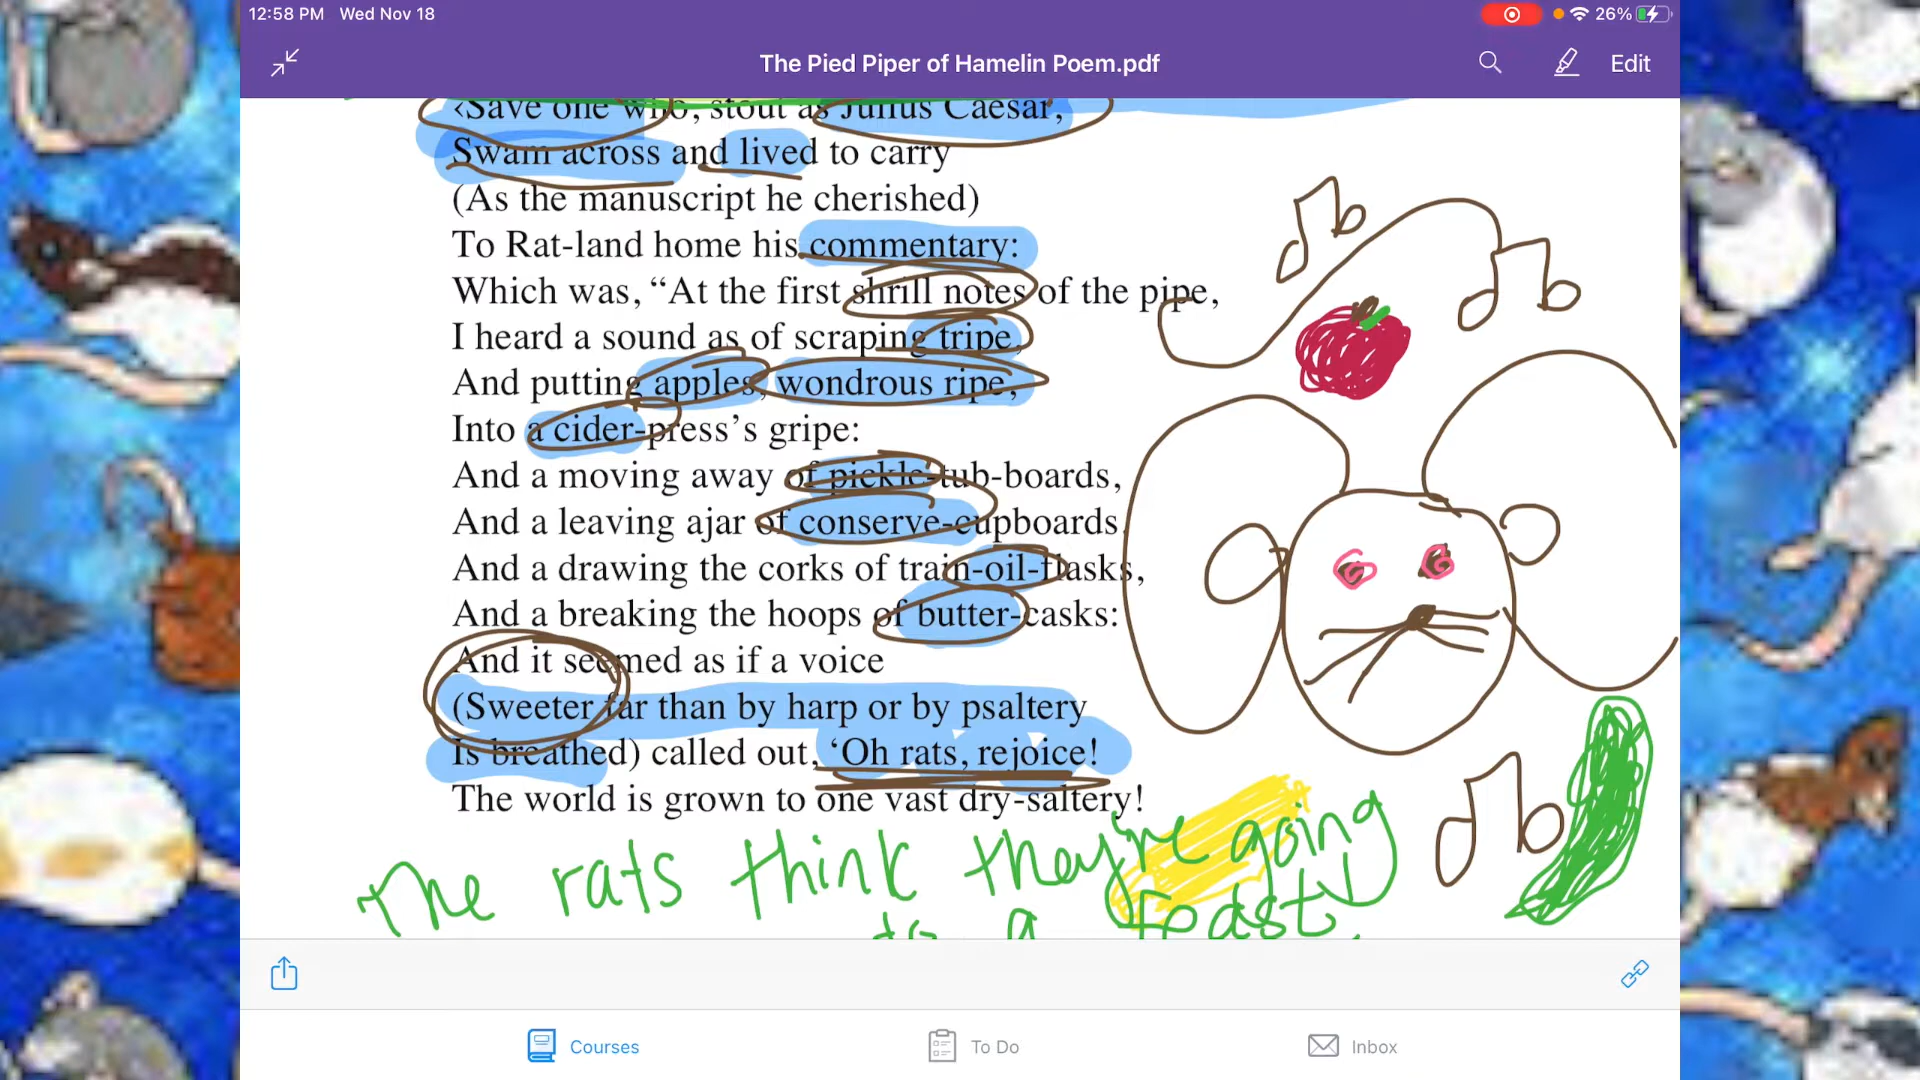 12:58 PM Wed Nov 18
26%
The Pied Piper of Hamelin Poem.pdf
Edit
‹Save one who, stout as Julius Caesar,
Swam across and lived to carry
(As the manuscript he cherished)
To Rat-land home his commentary:
Which was, “At the first shrill notes of the pipe,
I heard a sound as of scraping tripe,
And putting apples, wondrous ripe,
Into a cider-press’s gripe:
And a moving away of pickle-tub-boards,
And a leaving ajar of conserve-cupboards,
And a drawing the corks of train-oil-flasks,
And a breaking the hoops of butter-casks:
And it seemed as if a voice
(Sweeter far than by harp or by psaltery
Is breathed) called out, ‘Oh rats, rejoice!
The world is grown to one vast dry-saltery!
The rats think they're going
to a feast.
Courses
To Do
Inbox